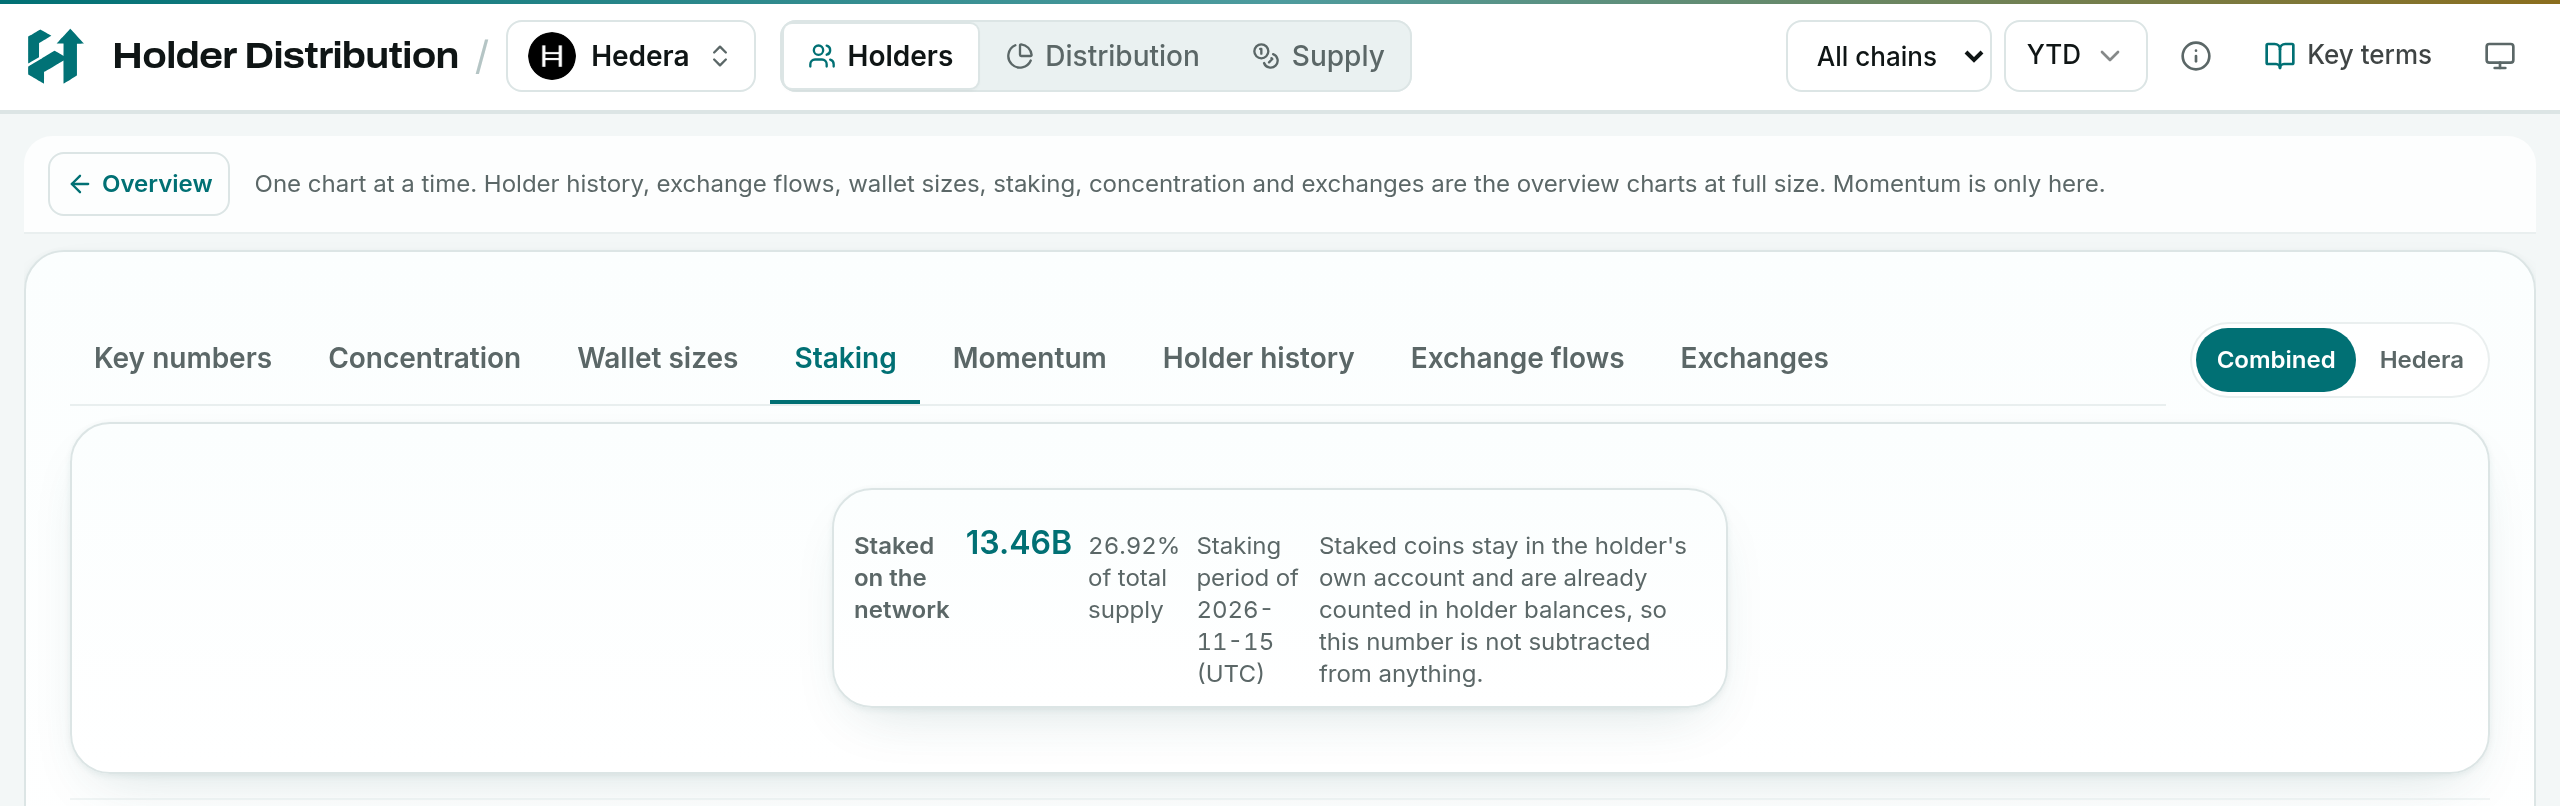 Holder Distribution / Hedera Holders Distribution Supply All chains YTD Key terms
Overview One chart at a time. Holder history, exchange flows, wallet sizes, staking, concentration and exchanges are the overview charts at full size. Momentum is only here.
Key numbers Concentration Wallet sizes Staking Momentum Holder history Exchange flows Exchanges Combined Hedera
Staked
on the
network
13.46B
26.92%
of total
supply
Staking
period of
2026-
11-15
(UTC)
Staked coins stay in the holder's
own account and are already
counted in holder balances, so
this number is not subtracted
from anything.